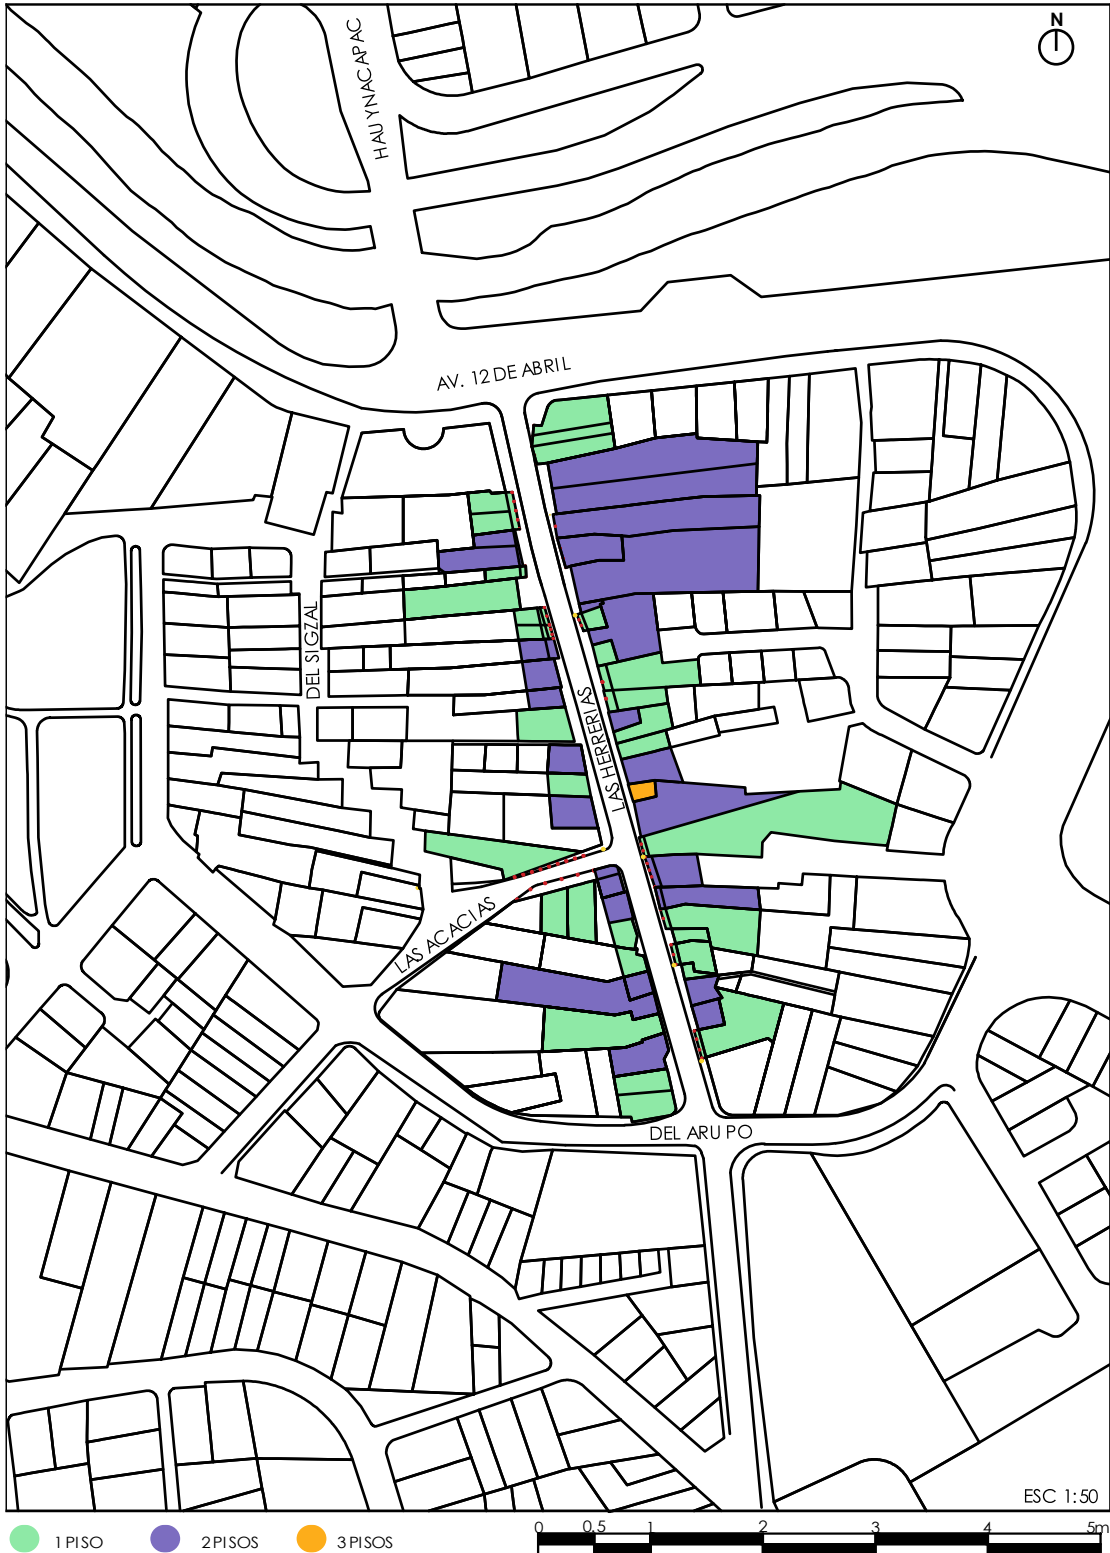 N
HAUYNACAPAC
AV. 12 DE ABRIL
DEL SIGZAL
LAS HERRERIAS
LAS ACACIAS
DEL ARUPO
ESC 1:50
1 PISO
2 PISOS
3 PISOS
0 0,5 1 2 3 4 5m